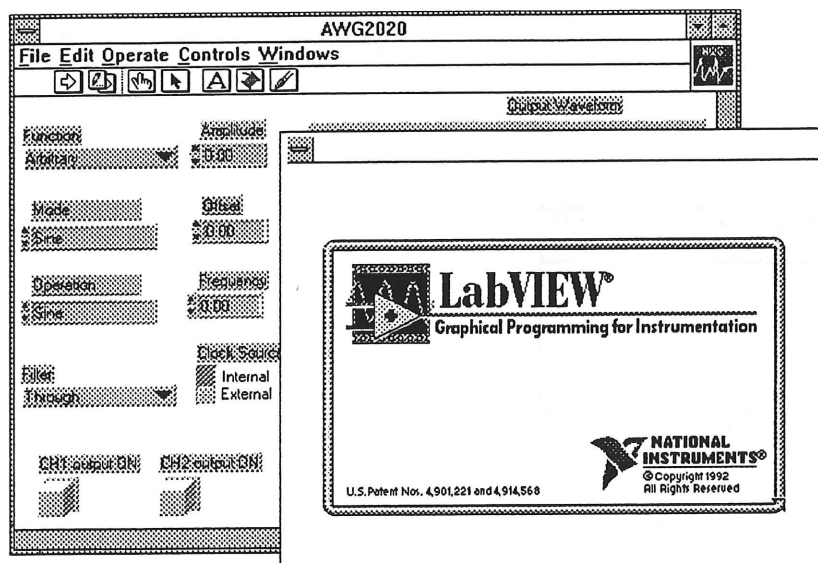 AWG2020
File Edit Operate Controls Windows
AWG
A
Output Waveform
Function
Arbitrary
Amplitude
0.00
Mode
Sine
Offset
0.00
Operation
Sine
Frequency
0.00
Filter
Through
Clock Source
Internal
External
CH1 output ON
CH2 output ON
LabVIEW®
Graphical Programming for Instrumentation
NATIONAL
INSTRUMENTS®
© Copyright 1992
All Rights Reserved
U.S. Patent Nos. 4,901,221 and 4,914,568